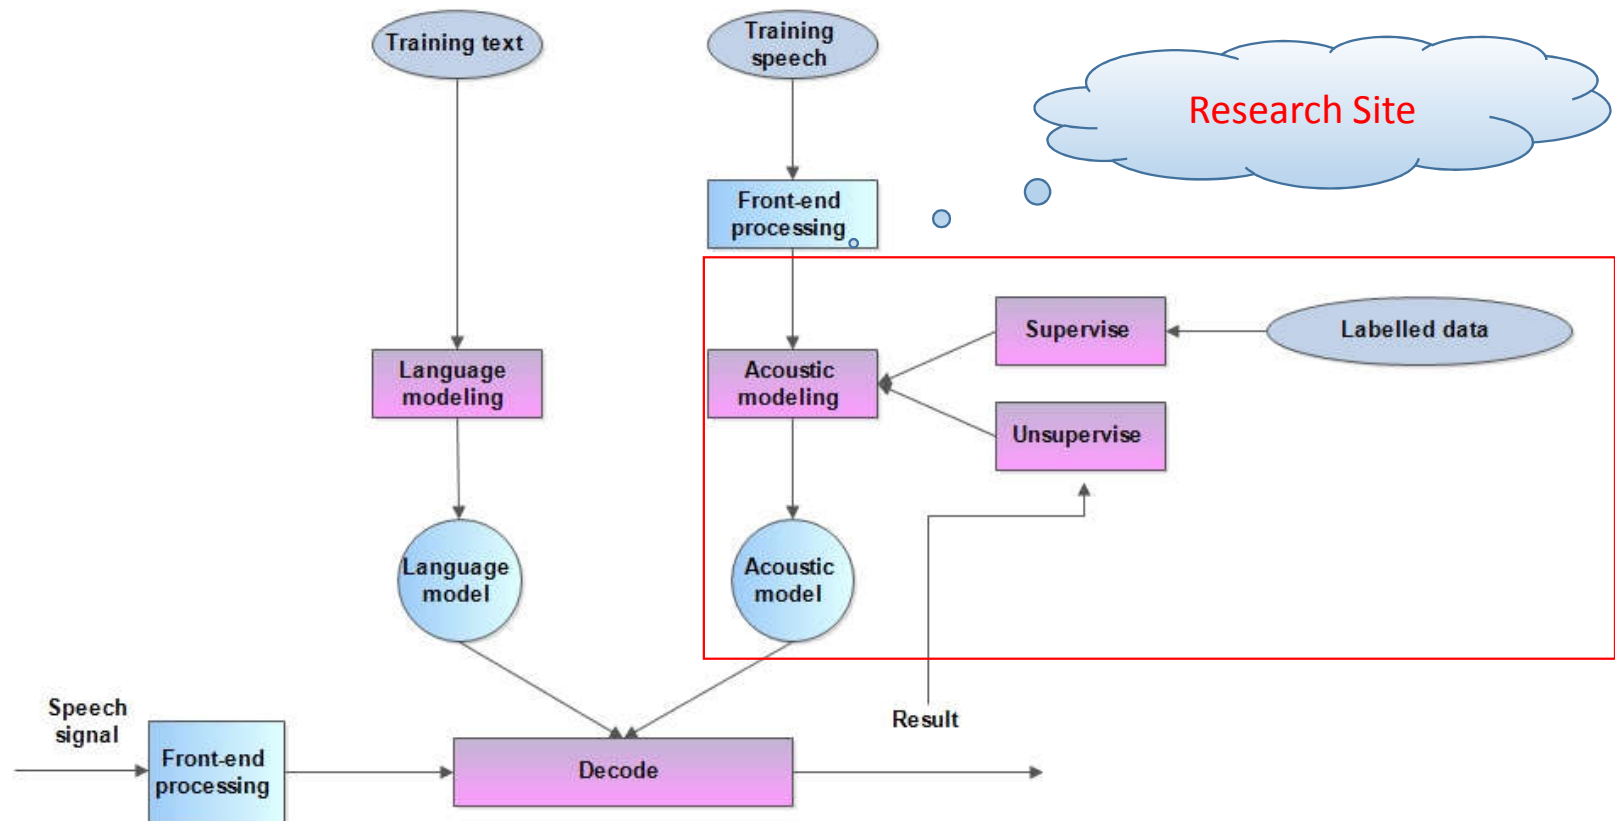 Training text
Training
speech
Research Site
Front-end
processing
Supervise
Labelled data
Language
modeling
Acoustic
modeling
Unsupervise
Language
model
Acoustic
model
Speech
signal
Result
Front-end
processing
Decode